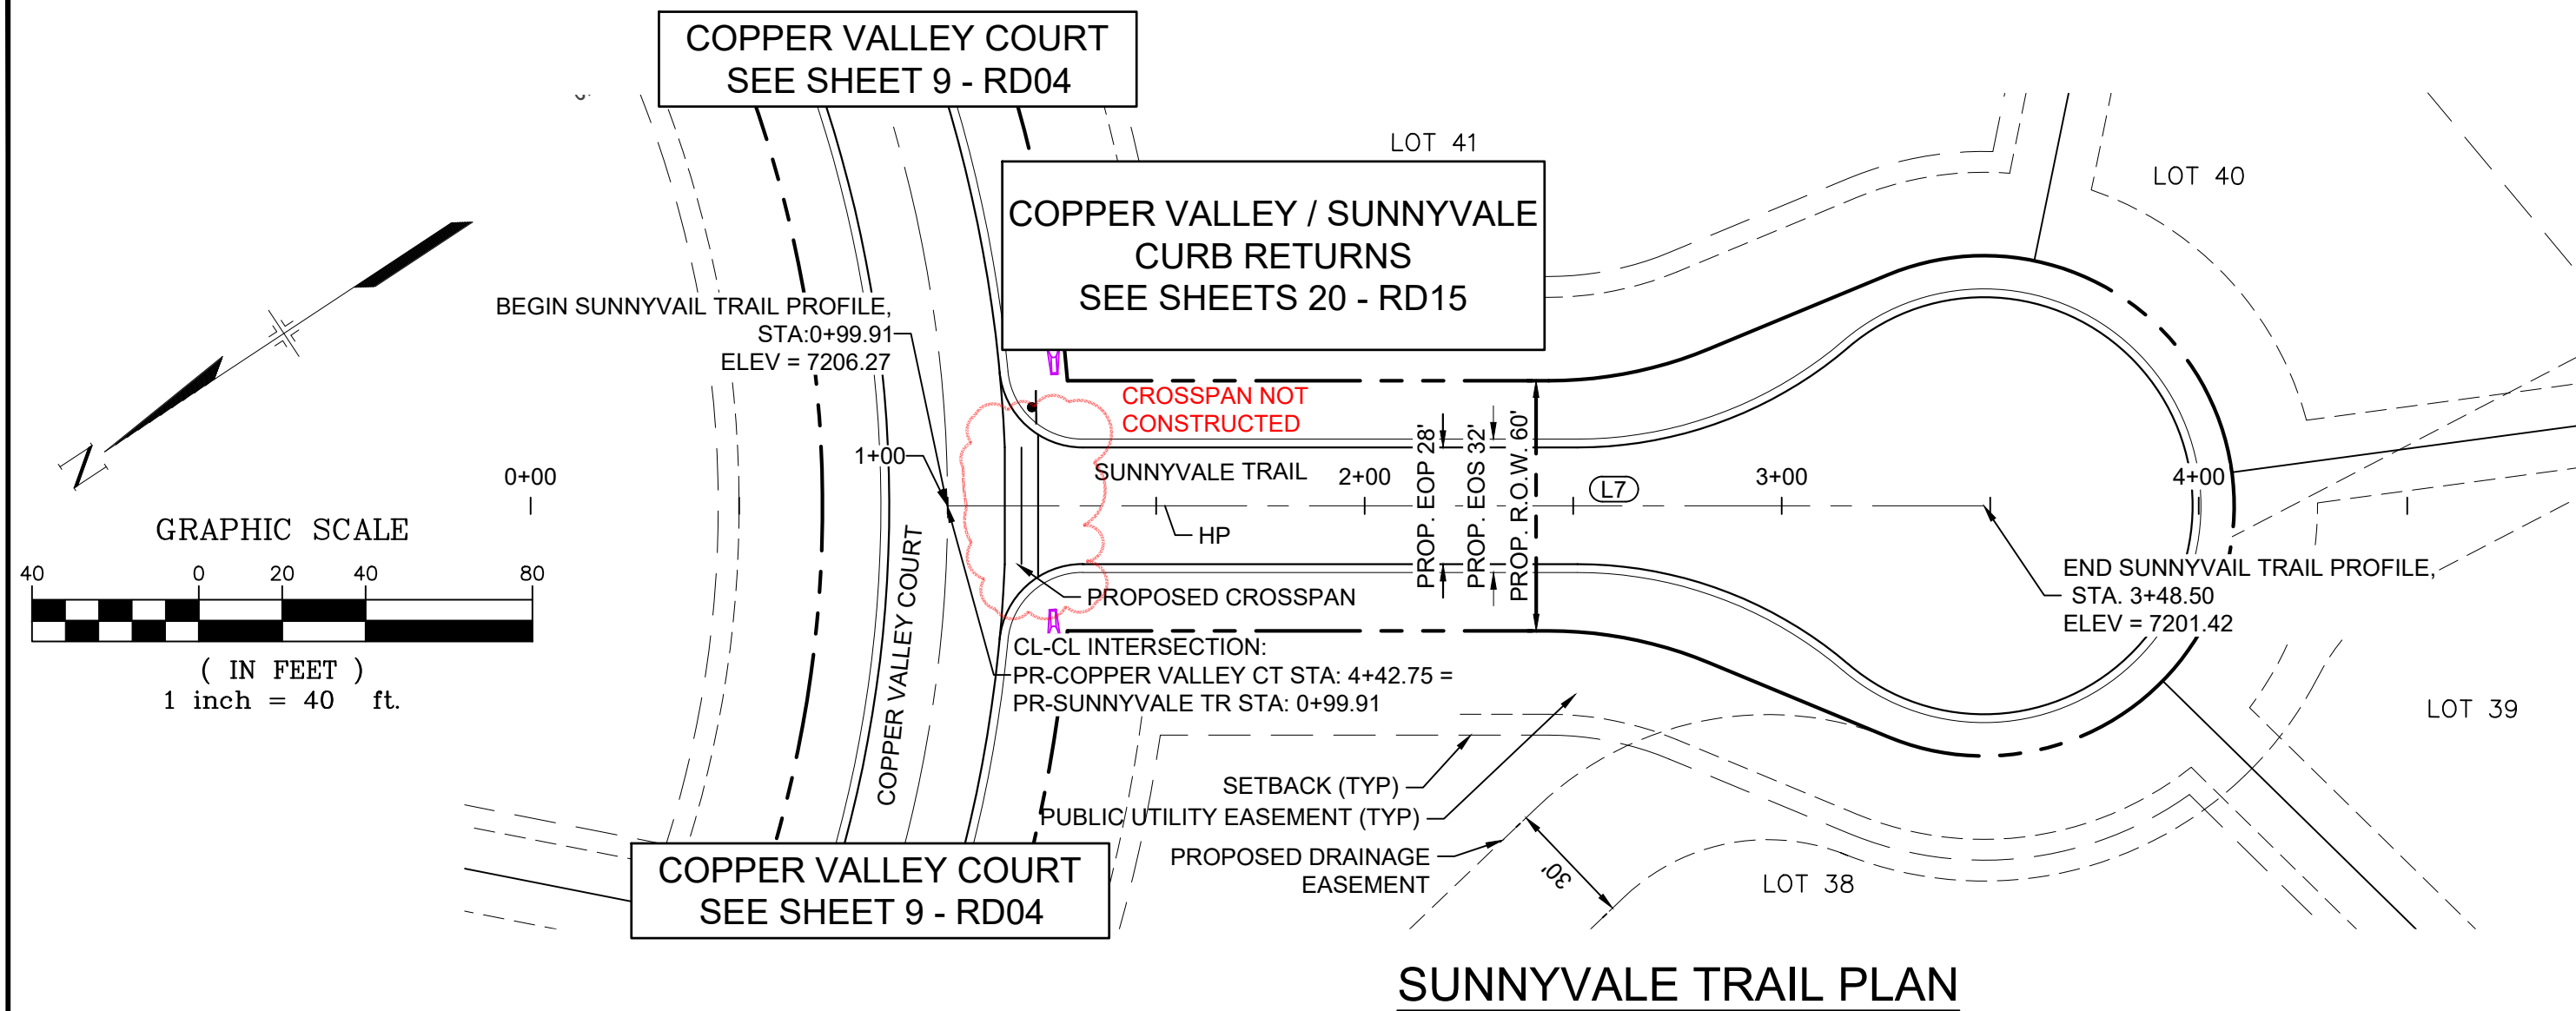 COPPER VALLEY COURT
SEE SHEET 9 - RD04
LOT 41
LOT 40
COPPER VALLEY / SUNNYVALE
CURB RETURNS
SEE SHEETS 20 - RD15
BEGIN SUNNYVAIL TRAIL PROFILE,
STA:0+99.91
ELEV = 7206.27
CROSSPAN NOT
CONSTRUCTED
N
0+00
1+00
SUNNYVALE TRAIL
2+00
PROP. EOP 28'
PROP. EOS 32'
PROP. R.O.W. 60'
L7
3+00
4+00
HP
GRAPHIC SCALE
40 0 20 40 80
( IN FEET )
1 inch = 40 ft.
COPPER VALLEY COURT
PROPOSED CROSSPAN
END SUNNYVAIL TRAIL PROFILE,
STA. 3+48.50
ELEV = 7201.42
CL-CL INTERSECTION:
PR-COPPER VALLEY CT STA: 4+42.75 =
PR-SUNNYVALE TR STA: 0+99.91
LOT 39
SETBACK (TYP)
PUBLIC UTILITY EASEMENT (TYP)
PROPOSED DRAINAGE
EASEMENT
30'
LOT 38
COPPER VALLEY COURT
SEE SHEET 9 - RD04
SUNNYVALE TRAIL PLAN